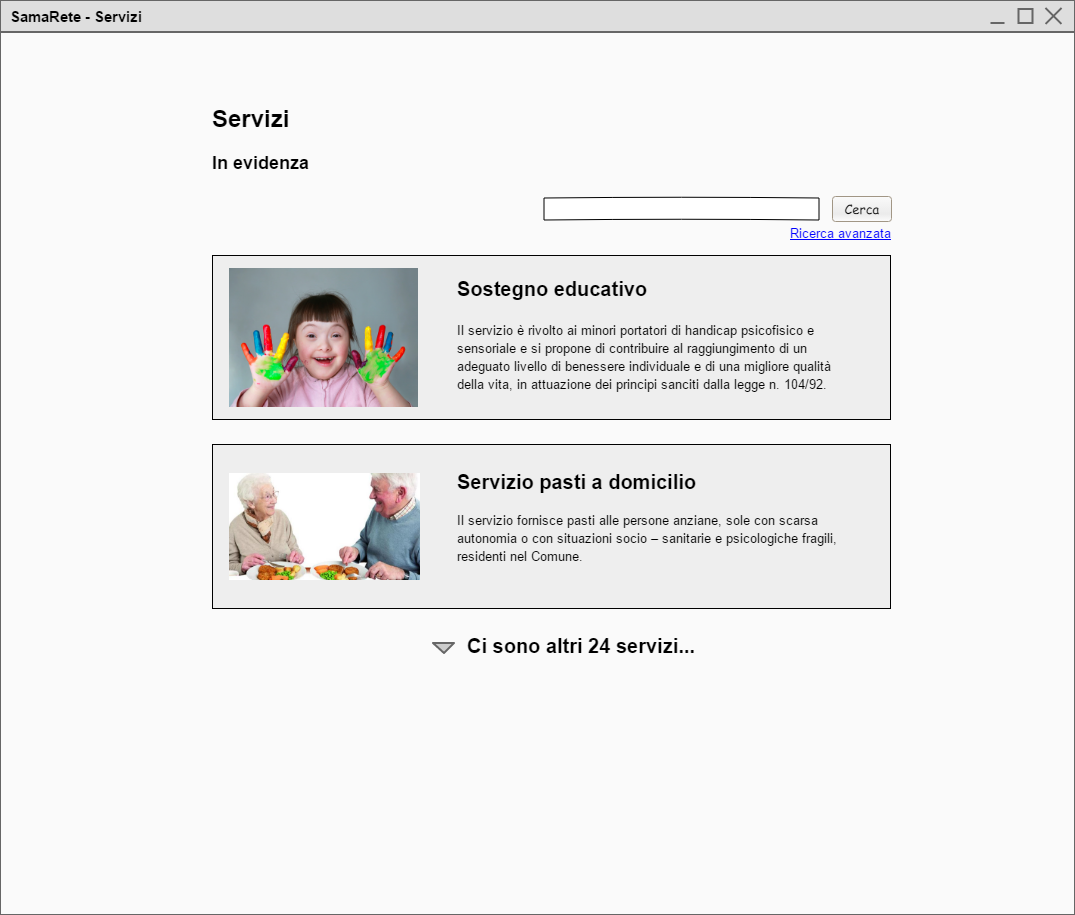 SamaRete - Servizi
Servizi
In evidenza
Cerca
Ricerca avanzata
Sostegno educativo
Il servizio è rivolto ai minori portatori di handicap psicofisico e
sensoriale e si propone di contribuire al raggiungimento di un
adeguato livello di benessere individuale e di una migliore qualità
della vita, in attuazione dei principi sanciti dalla legge n. 104/92.
Servizio pasti a domicilio
Il servizio fornisce pasti alle persone anziane, sole con scarsa
autonomia o con situazioni socio – sanitarie e psicologiche fragili,
residenti nel Comune.
Ci sono altri 24 servizi...